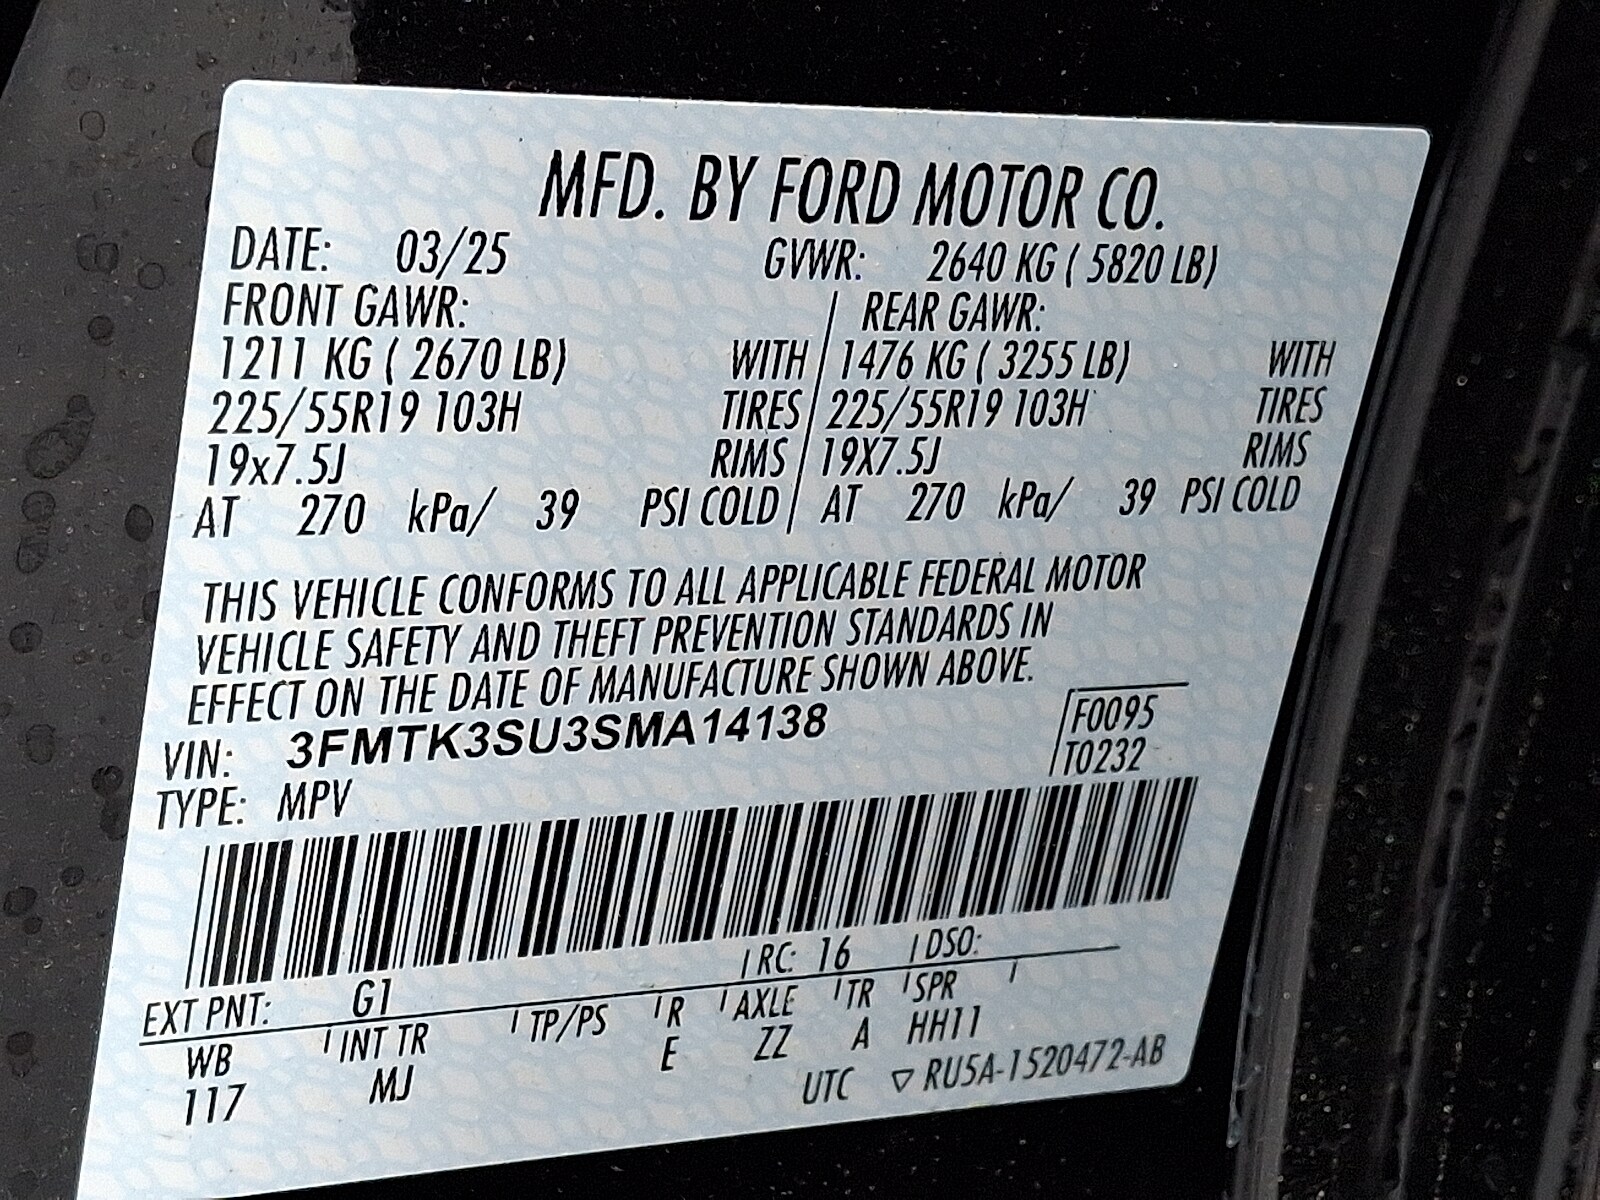 MFD. BY FORD MOTOR CO.
DATE: 03/25 GVWR: 2640 KG ( 5820 LB)
FRONT GAWR: REAR GAWR:
1211 KG ( 2670 LB) WITH 1476 KG ( 3255 LB) WITH
225/55R19 103H TIRES 225/55R19 103H TIRES
19x7.5J RIMS 19X7.5J RIMS
AT 270 kPa/ 39 PSI COLD AT 270 kPa/ 39 PSI COLD
THIS VEHICLE CONFORMS TO ALL APPLICABLE FEDERAL MOTOR
VEHICLE SAFETY AND THEFT PREVENTION STANDARDS IN
EFFECT ON THE DATE OF MANUFACTURE SHOWN ABOVE.
VIN: 3FMTK3SU3SMA14138 F0095
TYPE: MPV T0232
EXT PNT: G1 RC: 16 DSO:
WB INT TR TP/PS R AXLE TR SPR
117 MJ E ZZ A HH11
UTC ▽ RU5A-1520472-AB